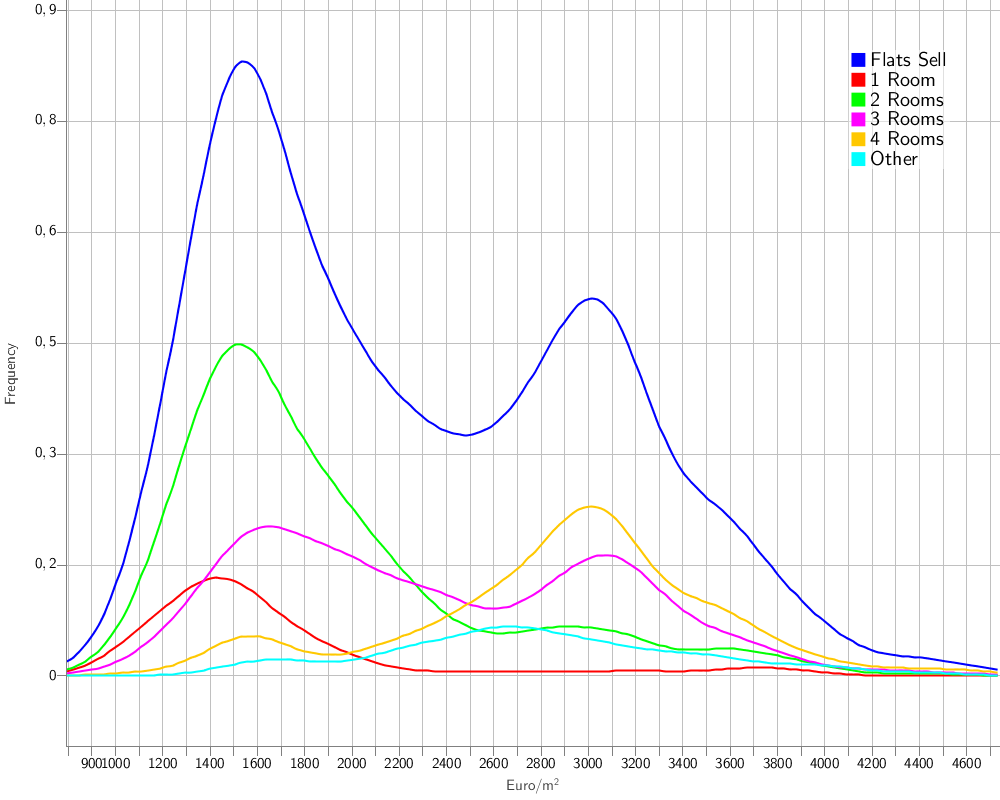 0, 9
0, 8
0, 6
0, 5
0, 3
0, 2
0
Frequency
Flats Sell
1 Room
2 Rooms
3 Rooms
4 Rooms
Other
900 1000 1200 1400 1600 1800 2000 2200 2400 2600 2800 3000 3200 3400 3600 3800 4000 4200 4400 4600
Euro/m²